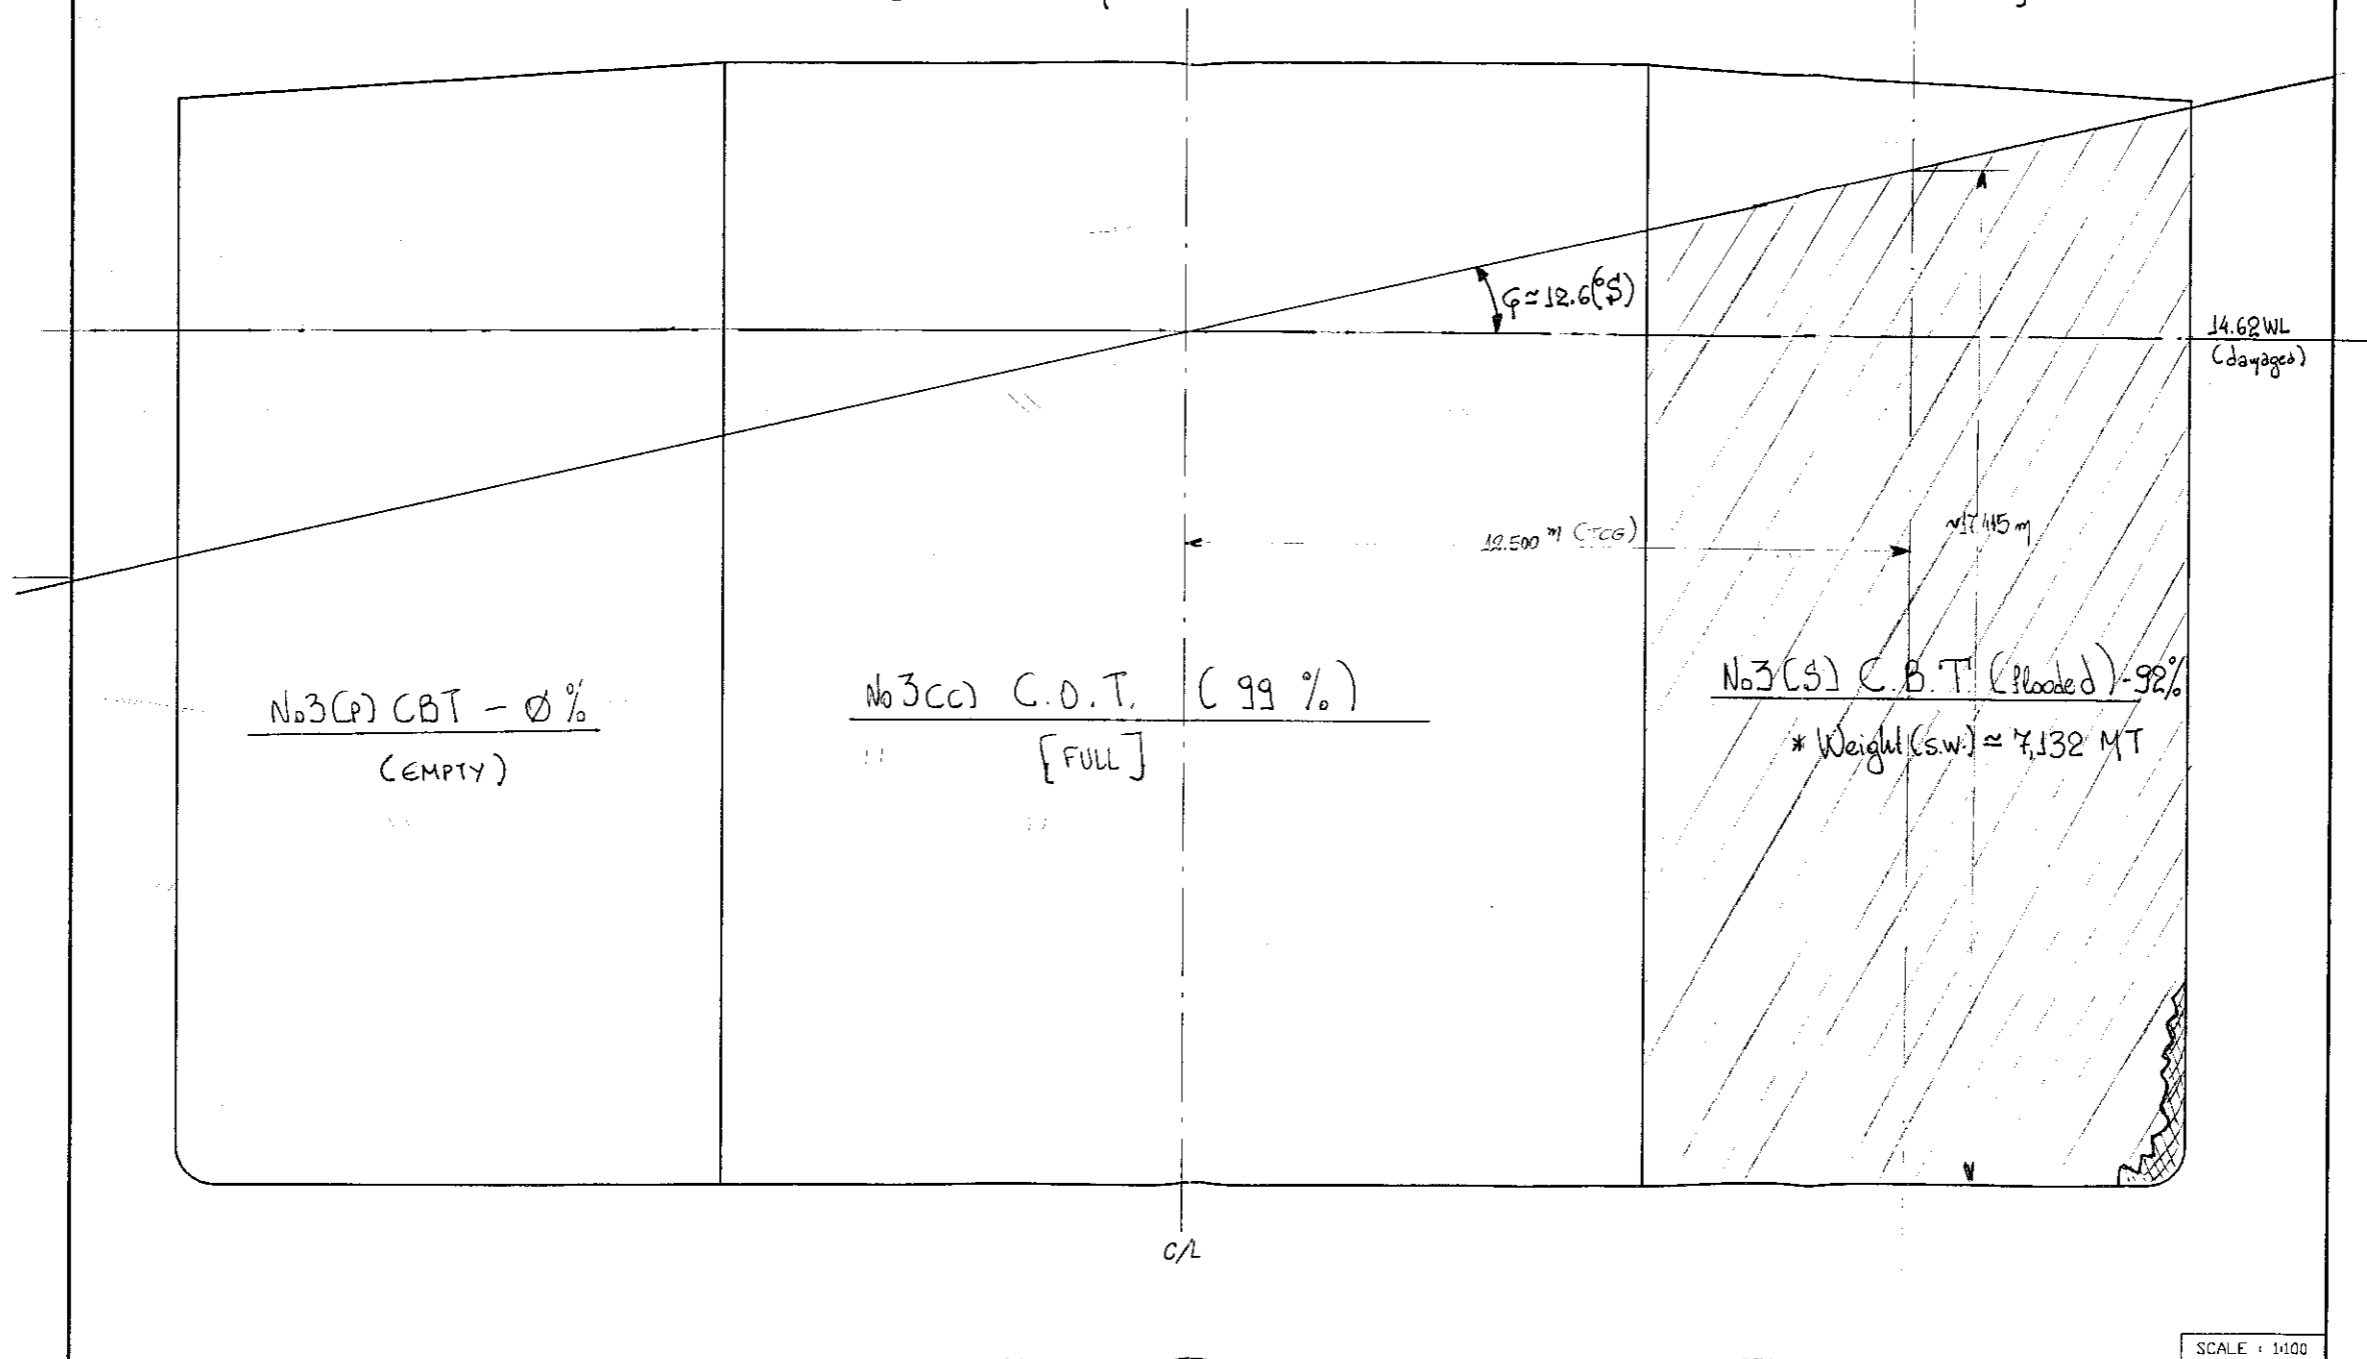 φ≃12.6(°S)
14.62 WL
(damaged)
12.500 m (TCG)
~17.415 m
No3(P) CBT - Ø %
(EMPTY)
No3(C) C.O.T. (99 %)
[FULL]
No3(S) C.B.T. (flooded)-92%
* Weight (s.w.) ≃ 7,132 MT
C/L
SCALE : 1:100